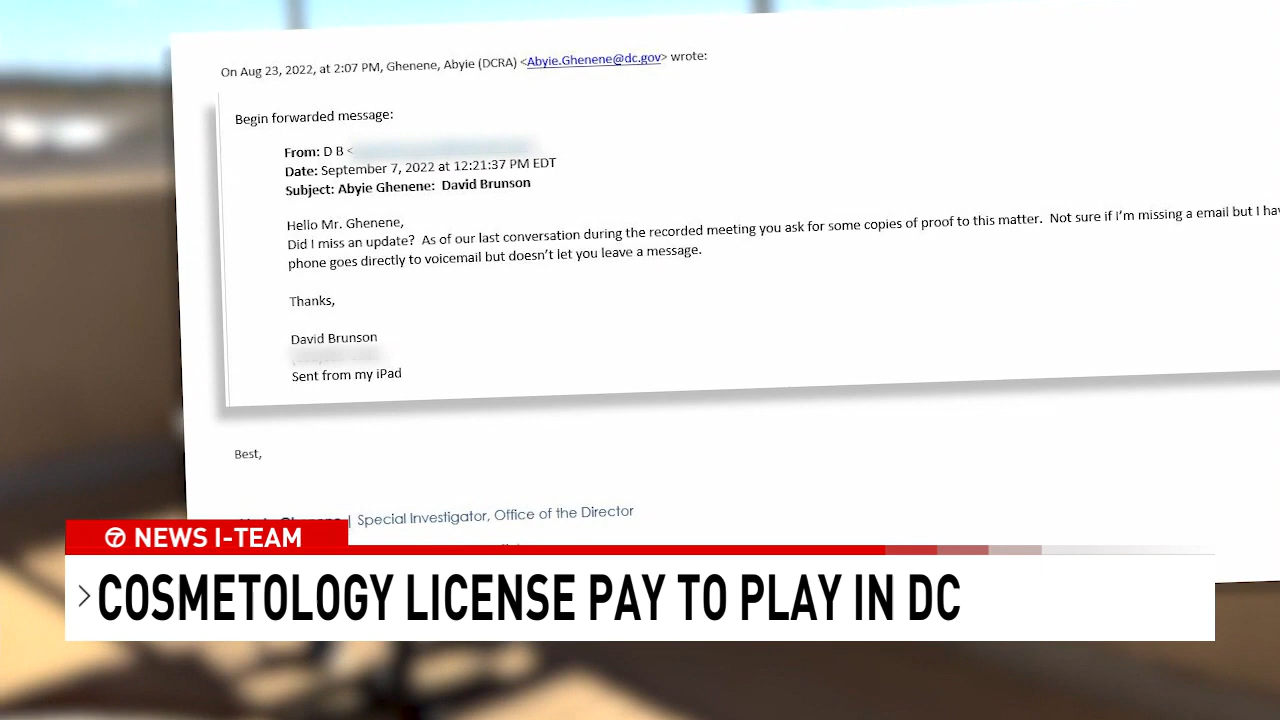 On Aug 23, 2022, at 2:07 PM, Ghenene, Abyie (DCRA) <Abyie.Ghenene@dc.gov> wrote:
Begin forwarded message:
From: D B <
Date: September 7, 2022 at 12:21:37 PM EDT
Subject: Abyie Ghenene: David Brunson
Hello Mr. Ghenene,
Did I miss an update? As of our last conversation during the recorded meeting you ask for some copies of proof to this matter. Not sure if i'm missing a email but I hav
phone goes directly to voicemail but doesn't let you leave a message.
Thanks,
David Brunson
Sent from my iPad
Best,
| Special Investigator, Office of the Director
7 NEWS I-TEAM
> COSMETOLOGY LICENSE PAY TO PLAY IN DC